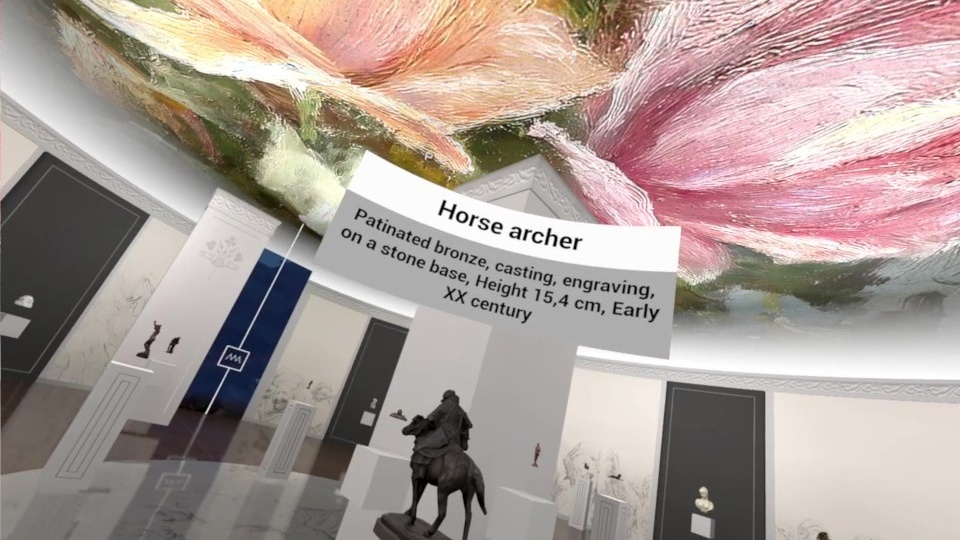 Horse archer
Patinated bronze, casting, engraving,
on a stone base, Height 15,4 cm, Early
XX century